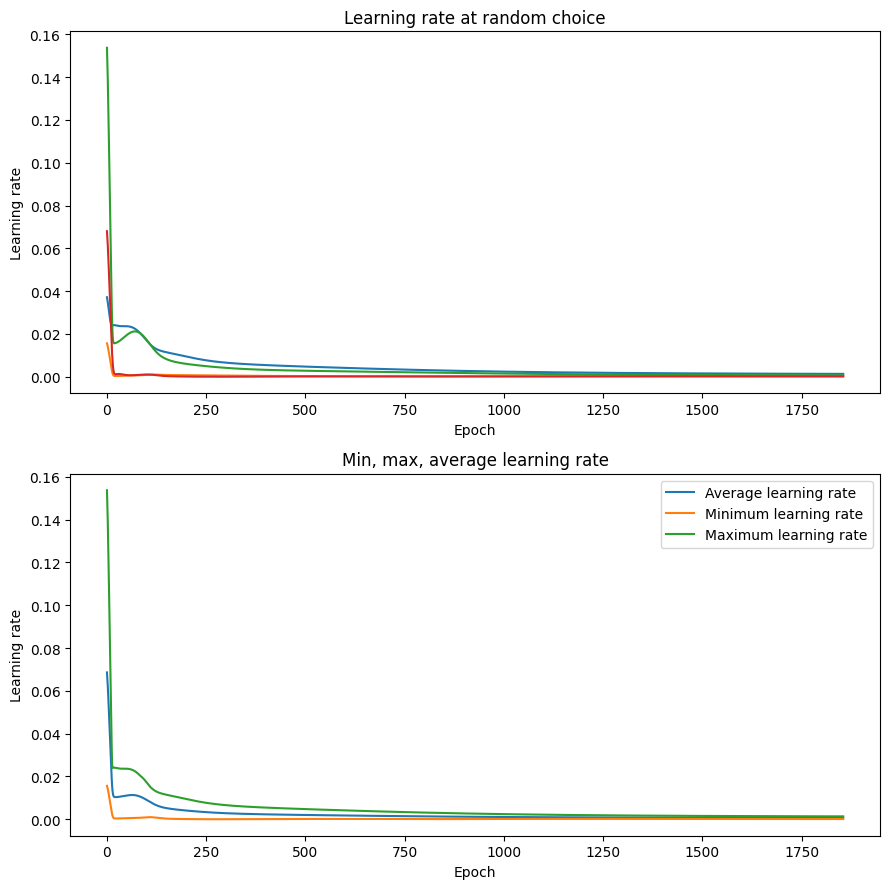 Learning rate at random choice
0.16
0.14
0.12
0.10
0.08
0.06
0.04
0.02
0.00
Learning rate
0 250 500 750 1000 1250 1500 1750
Epoch
Min, max, average learning rate
0.16
0.14
0.12
0.10
0.08
0.06
0.04
0.02
0.00
Learning rate
Average learning rate
Minimum learning rate
Maximum learning rate
0 250 500 750 1000 1250 1500 1750
Epoch